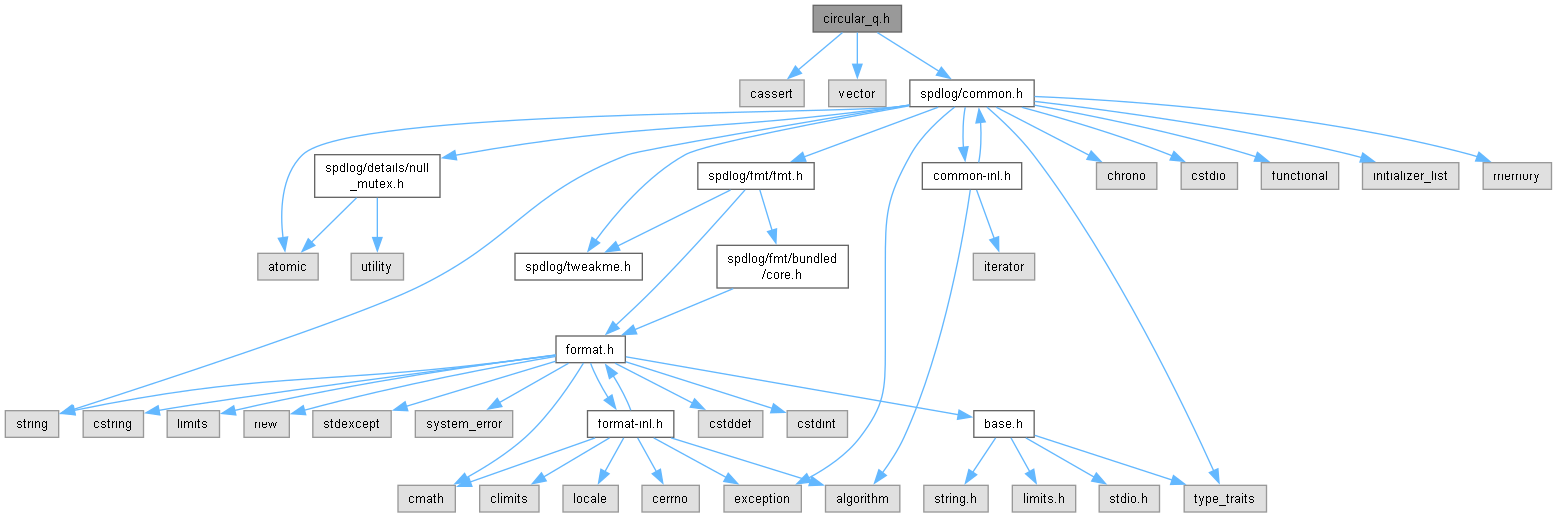 circular_q.h
cassert
vector
spdlog/common.h
spdlog/details/null
_mutex.h
spdlog/fmt/fmt.h
common-inl.h
chrono
cstdio
functional
initializer_list
memory
atomic
utility
spdlog/tweakme.h
spdlog/fmt/bundled
/core.h
iterator
format.h
string
cstring
limits
new
stdexcept
system_error
format-inl.h
cstddef
cstdint
base.h
cmath
climits
locale
cerrno
exception
algorithm
string.h
limits.h
stdio.h
type_traits